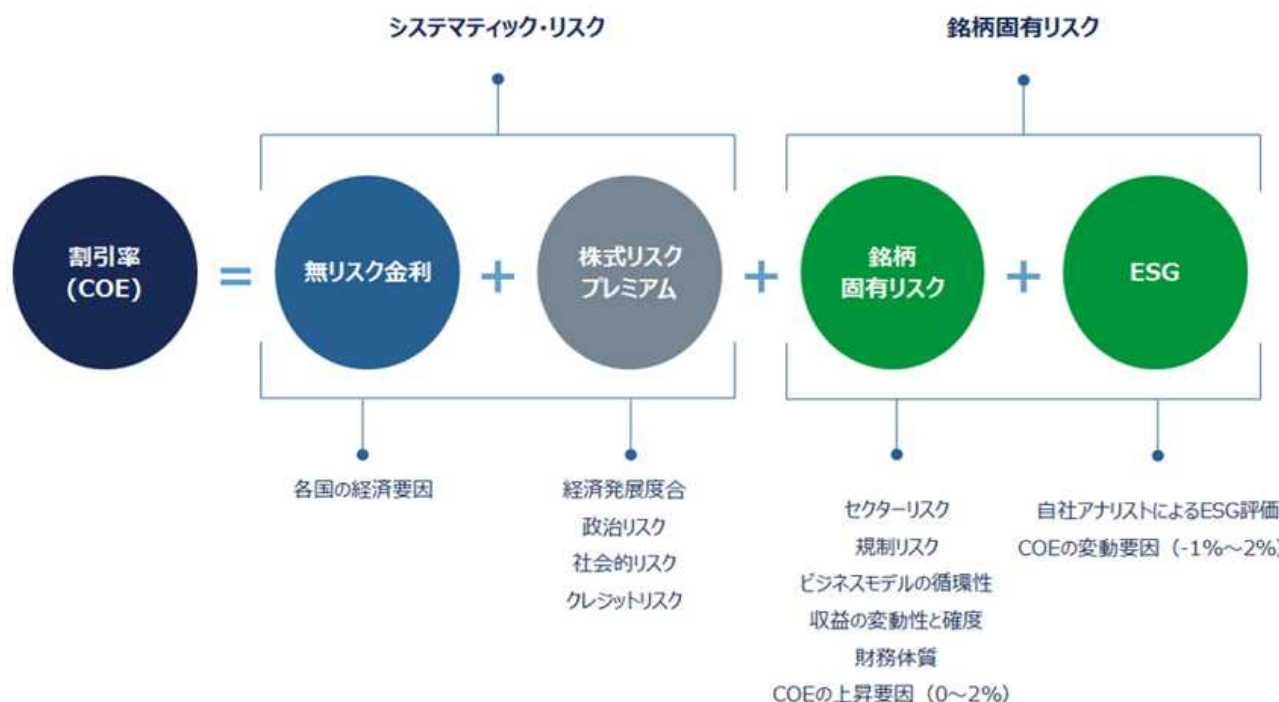 システマティック・リスク
銘柄固有リスク
割引率
(COE)
=
無リスク金利
+
株式リスク
プレミアム
+
銘柄
固有リスク
+
ESG
各国の経済要因
経済発展度合
政治リスク
社会的リスク
クレジットリスク
セクターリスク
規制リスク
ビジネスモデルの循環性
収益の変動性と確度
財務体質
COEの上昇要因（0～2%）
自社アナリストによるESG評価
COEの変動要因（-1%～2%）